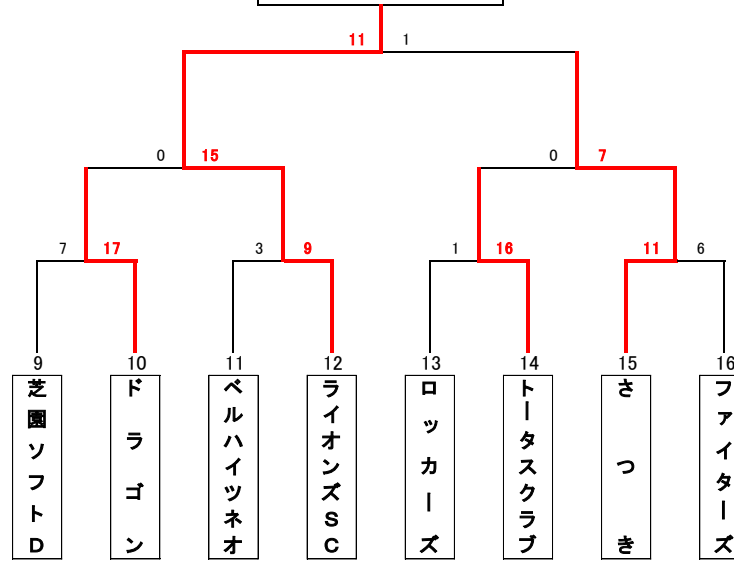 11 1
0 15 0 7
7 17 3 9 1 16 11 6
9 10 11 12 13 14 15 16
芝園ソフトD
ドラゴン
ベルハイツネオ
ライオンズSC
ロッカーズ
トータスクラブ
さつき
ファイターズ